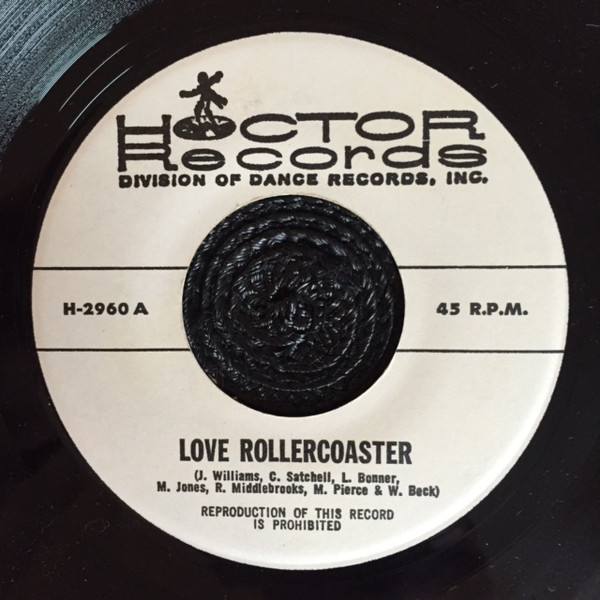 HOCTOR
Records
DIVISION OF DANCE RECORDS, INC.
H-2960 A
45 R.P.M.
LOVE ROLLERCOASTER
(J. Williams, C. Satchell, L. Bonner,
M. Jones, R. Middlebrooks, M. Pierce & W. Beck)
REPRODUCTION OF THIS RECORD
IS PROHIBITED